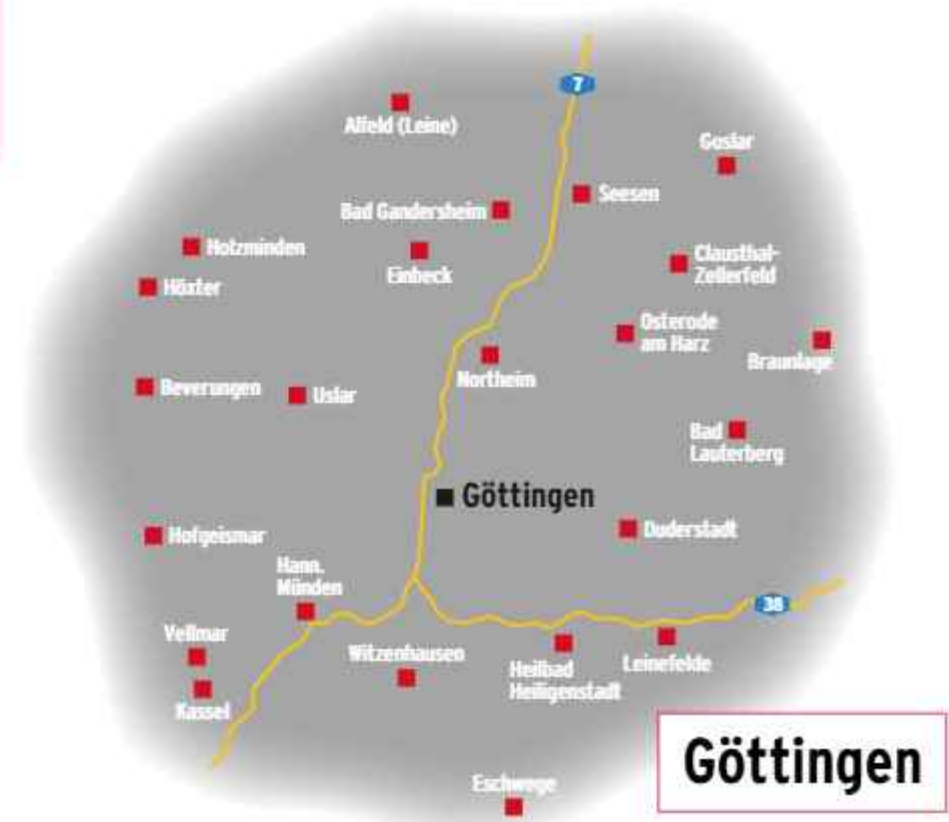 7
Alfeld (Leine)
Goslar
Seesen
Bad Gandersheim
Holzminden
Clausthal-
Zellerfeld
Einbeck
Höxter
Osterode
am Harz
Braunlage
Northeim
Beverungen
Uslar
Bad
Lauterberg
Göttingen
Duderstadt
Hofgeismar
Hann.
Münden
38
Vellmar
Witzenhausen
Heilbad
Heiligenstadt
Leinefelde
Kassel
Göttingen
Eschwege